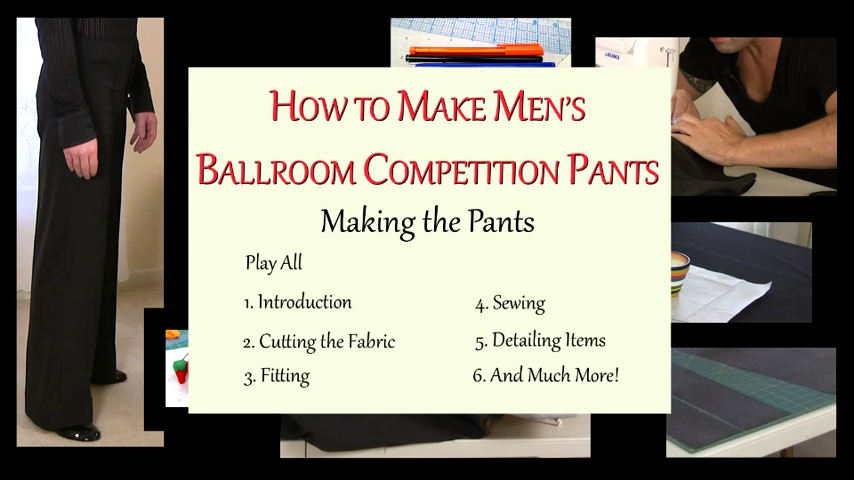 How to Make Men's
Ballroom Competition Pants
Making the Pants
Play All
1. Introduction
2. Cutting the Fabric
3. Fitting
4. Sewing
5. Detailing Items
6. And Much More!